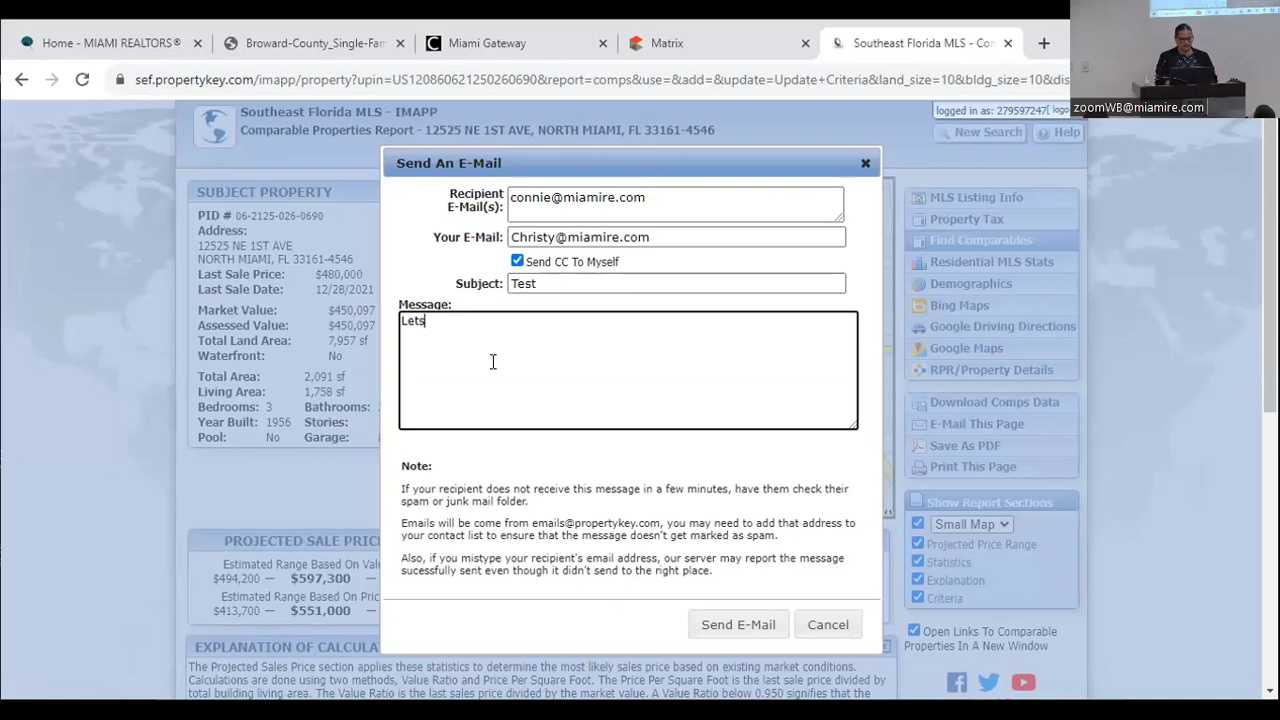 Home - MIAMI REALTORS®
Broward-County_Single-Fam
Miami Gateway
Matrix
Southeast Florida MLS - Con
zoomWB@miamire.com
sef.propertykey.com/imapp/property?upin=US12086062125026069​0&report=comps&use=&add=&update=Update+Criteria&land_size=10&bldg_size=10&dis
Southeast Florida MLS - IMAPP
logged in as: 279597247[ logo
Comparable Properties Report - 12525 NE 1ST AVE, NORTH MIAMI, FL 33161-4546
New Search
Help
Send An E-Mail
Recipient
E-Mail(s):
connie@miamire.com
Your E-Mail:
Christy@miamire.com
Send CC To Myself
Subject:
Test
Message:
Lets
Note:
If your recipient does not receive this message in a few minutes, have them check their
spam or junk mail folder.
Emails will be come from emails@propertykey.com, you may need to add that address to
your contact list to ensure that the message doesn't get marked as spam.
Also, if you mistype your recipient's email address, our server may report the message
sucessfully sent even though it didn't send to the right place.
Send E-Mail
Cancel
SUBJECT PROPERTY
PID # 06-2125-026-0690
Address:
12525 NE 1ST AVE
NORTH MIAMI, FL 33161-4546
Last Sale Price: $480,000
Last Sale Date: 12/28/2021
Market Value: $450,097
Assessed Value: $450,097
Total Land Area: 7,957 sf
Waterfront: No
Total Area: 2,091 sf
Living Area: 1,758 sf
Bedrooms: 3 Bathrooms:
Year Built: 1956 Stories:
Pool: No Garage:
PROJECTED SALE PRIC
Estimated Range Based On V
$494,200 — $597,300 —
Estimated Range Based On P
$413,700 — $551,000 —
EXPLANATION OF CALCULA
The Projected Sales Price section applies these statistics to determine the most likely sales price based on existing market conditions.
Calculations are done using two methods, Value Ratio and Price Per Square Foot. The Price Per Square Foot is the last sale price divided by
total building living area. The Value Ratio is the last sales price divided by the market value. A Value Ratio below 0.950 signifies that the
MLS Listing Info
Property Tax
Find Comparables
Residential MLS Stats
Demographics
Bing Maps
Google Driving Directions
Google Maps
RPR/Property Details
Download Comps Data
E-Mail This Page
Save As PDF
Print This Page
Show Report Sections
Small Map
Projected Price Range
Statistics
Explanation
Criteria
Open Links To Comparable
Properties In A New Window